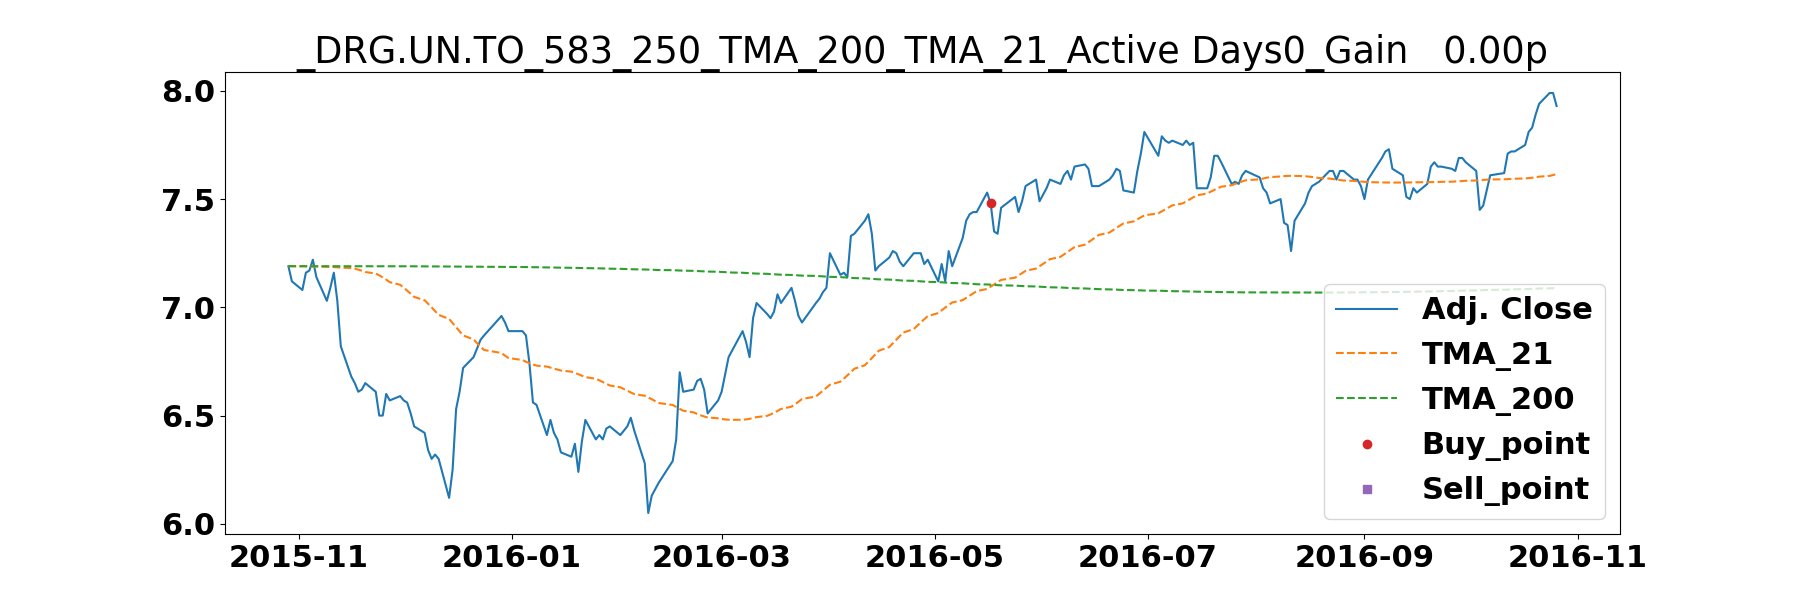 _DRG.UN.TO_583_250_TMA_200_TMA_21_Active Days0_Gain   0.00p
8.0
7.5
7.0
6.5
6.0
Adj. Close
TMA_21
TMA_200
Buy_point
Sell_point
2015-11 2016-01 2016-03 2016-05 2016-07 2016-09 2016-11